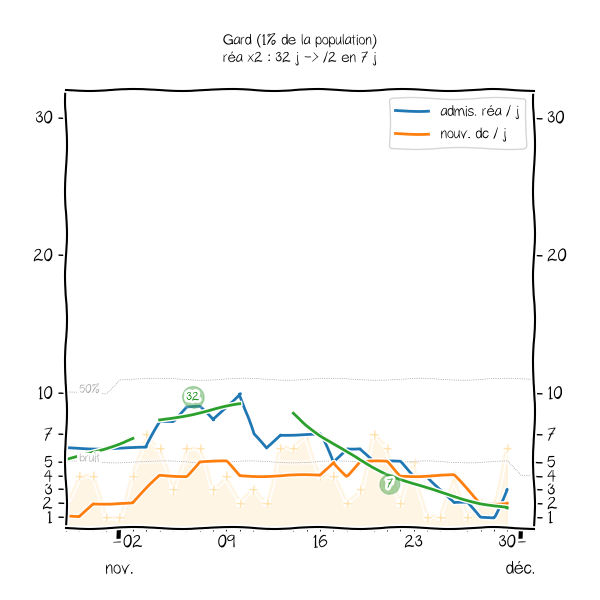 Gard (1% de la population)
réa x2 : 32 j -> /2 en 7 j
admis. réa / j
nouv. dc / j
30 30
20 20
50%
10 10
32
7 7
bruit
5 5
4 4
7
3 3
2 2
1 1
02 09 16 23 30
nov. déc.